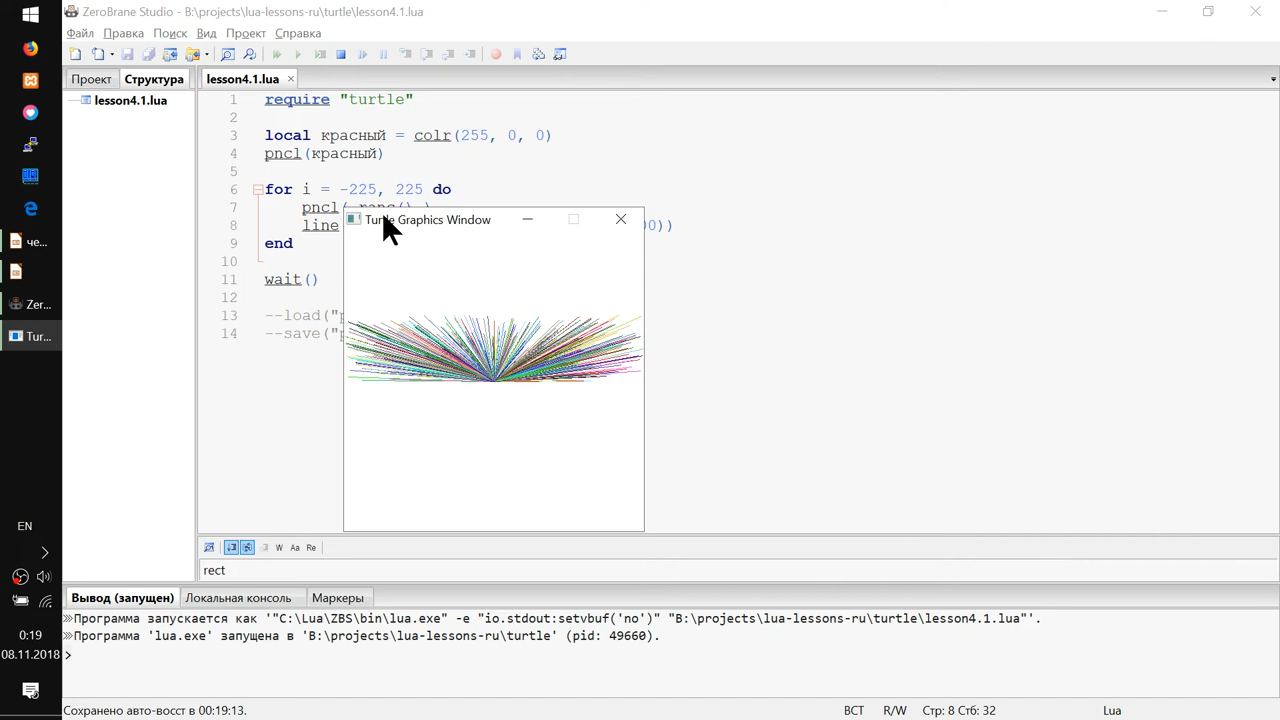 ZeroBrane Studio - B:\projects\lua-lessons-ru\turtle\lesson4.1.lua
Файл Правка Поиск Вид Проект Справка
Проект Структура lesson4.1.lua
lesson4.1.lua
1 require "turtle"
2
3 local красный = colr(255, 0, 0)
4 pncl(красный)
5
6 for i = -225, 225 do
7 pncl(
Turtle Graphics Window
8 line 00))
9 end
10
11 wait()
12
13 --load("
14 --save("
че...
Zer...
Tur...
EN
W Aa Re
rect
Вывод (запущен) Локальная консоль Маркеры
Программа запускается как '"C:\Lua\ZBS\bin\lua.exe" -e "io.stdout:setvbuf('no')" "B:\projects\lua-lessons-ru\turtle\lesson4.1.lua"'.
Программа 'lua.exe' запущена в 'B:\projects\lua-lessons-ru\turtle' (pid: 49660).
0:19
08.11.2018
Сохранено авто-восст в 00:19:13. ВСТ R/W Стр: 8 Стб: 32 Lua